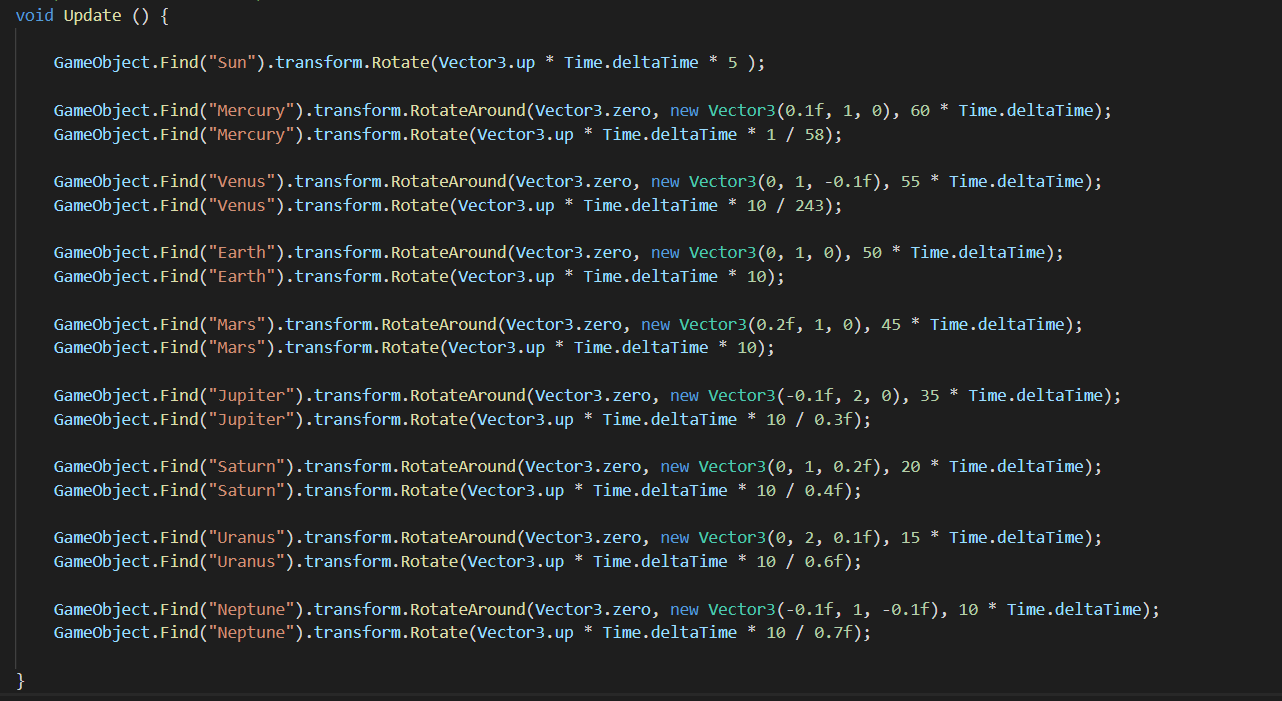 void Update () {
GameObject.Find("Sun").transform.Rotate(Vector3.up * Time.deltaTime * 5 );
GameObject.Find("Mercury").transform.RotateAround(Vector3.zero, new Vector3(0.1f, 1, 0), 60 * Time.deltaTime);
GameObject.Find("Mercury").transform.Rotate(Vector3.up * Time.deltaTime * 1 / 58);
GameObject.Find("Venus").transform.RotateAround(Vector3.zero, new Vector3(0, 1, -0.1f), 55 * Time.deltaTime);
GameObject.Find("Venus").transform.Rotate(Vector3.up * Time.deltaTime * 10 / 243);
GameObject.Find("Earth").transform.RotateAround(Vector3.zero, new Vector3(0, 1, 0), 50 * Time.deltaTime);
GameObject.Find("Earth").transform.Rotate(Vector3.up * Time.deltaTime * 10);
GameObject.Find("Mars").transform.RotateAround(Vector3.zero, new Vector3(0.2f, 1, 0), 45 * Time.deltaTime);
GameObject.Find("Mars").transform.Rotate(Vector3.up * Time.deltaTime * 10);
GameObject.Find("Jupiter").transform.RotateAround(Vector3.zero, new Vector3(-0.1f, 2, 0), 35 * Time.deltaTime);
GameObject.Find("Jupiter").transform.Rotate(Vector3.up * Time.deltaTime * 10 / 0.3f);
GameObject.Find("Saturn").transform.RotateAround(Vector3.zero, new Vector3(0, 1, 0.2f), 20 * Time.deltaTime);
GameObject.Find("Saturn").transform.Rotate(Vector3.up * Time.deltaTime * 10 / 0.4f);
GameObject.Find("Uranus").transform.RotateAround(Vector3.zero, new Vector3(0, 2, 0.1f), 15 * Time.deltaTime);
GameObject.Find("Uranus").transform.Rotate(Vector3.up * Time.deltaTime * 10 / 0.6f);
GameObject.Find("Neptune").transform.RotateAround(Vector3.zero, new Vector3(-0.1f, 1, -0.1f), 10 * Time.deltaTime);
GameObject.Find("Neptune").transform.Rotate(Vector3.up * Time.deltaTime * 10 / 0.7f);
}